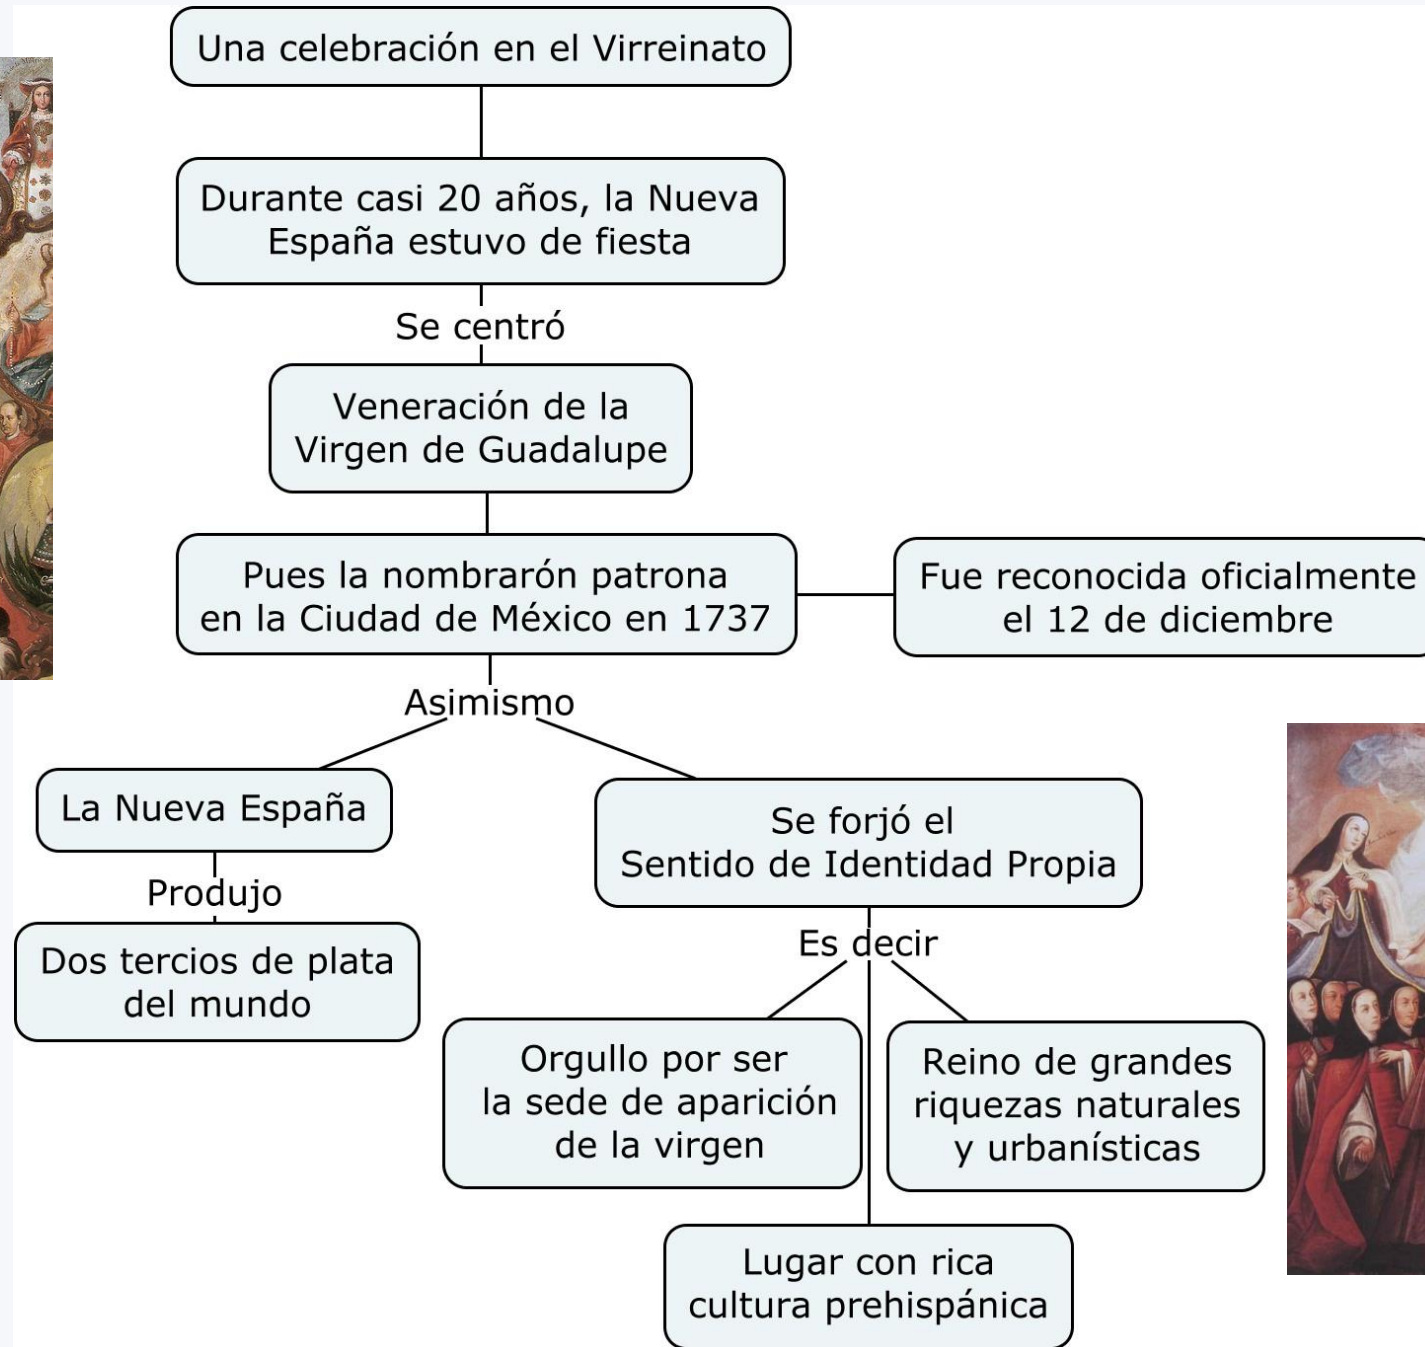 Una celebración en el Virreinato
Durante casi 20 años, la Nueva
España estuvo de fiesta
Se centró
Veneración de la
Virgen de Guadalupe
Pues la nombrarón patrona
en la Ciudad de México en 1737
Fue reconocida oficialmente
el 12 de diciembre
Asimismo
La Nueva España
Produjo
Dos tercios de plata
del mundo
Se forjó el
Sentido de Identidad Propia
Es decir
Orgullo por ser
la sede de aparición
de la virgen
Reino de grandes
riquezas naturales
y urbanísticas
Lugar con rica
cultura prehispánica